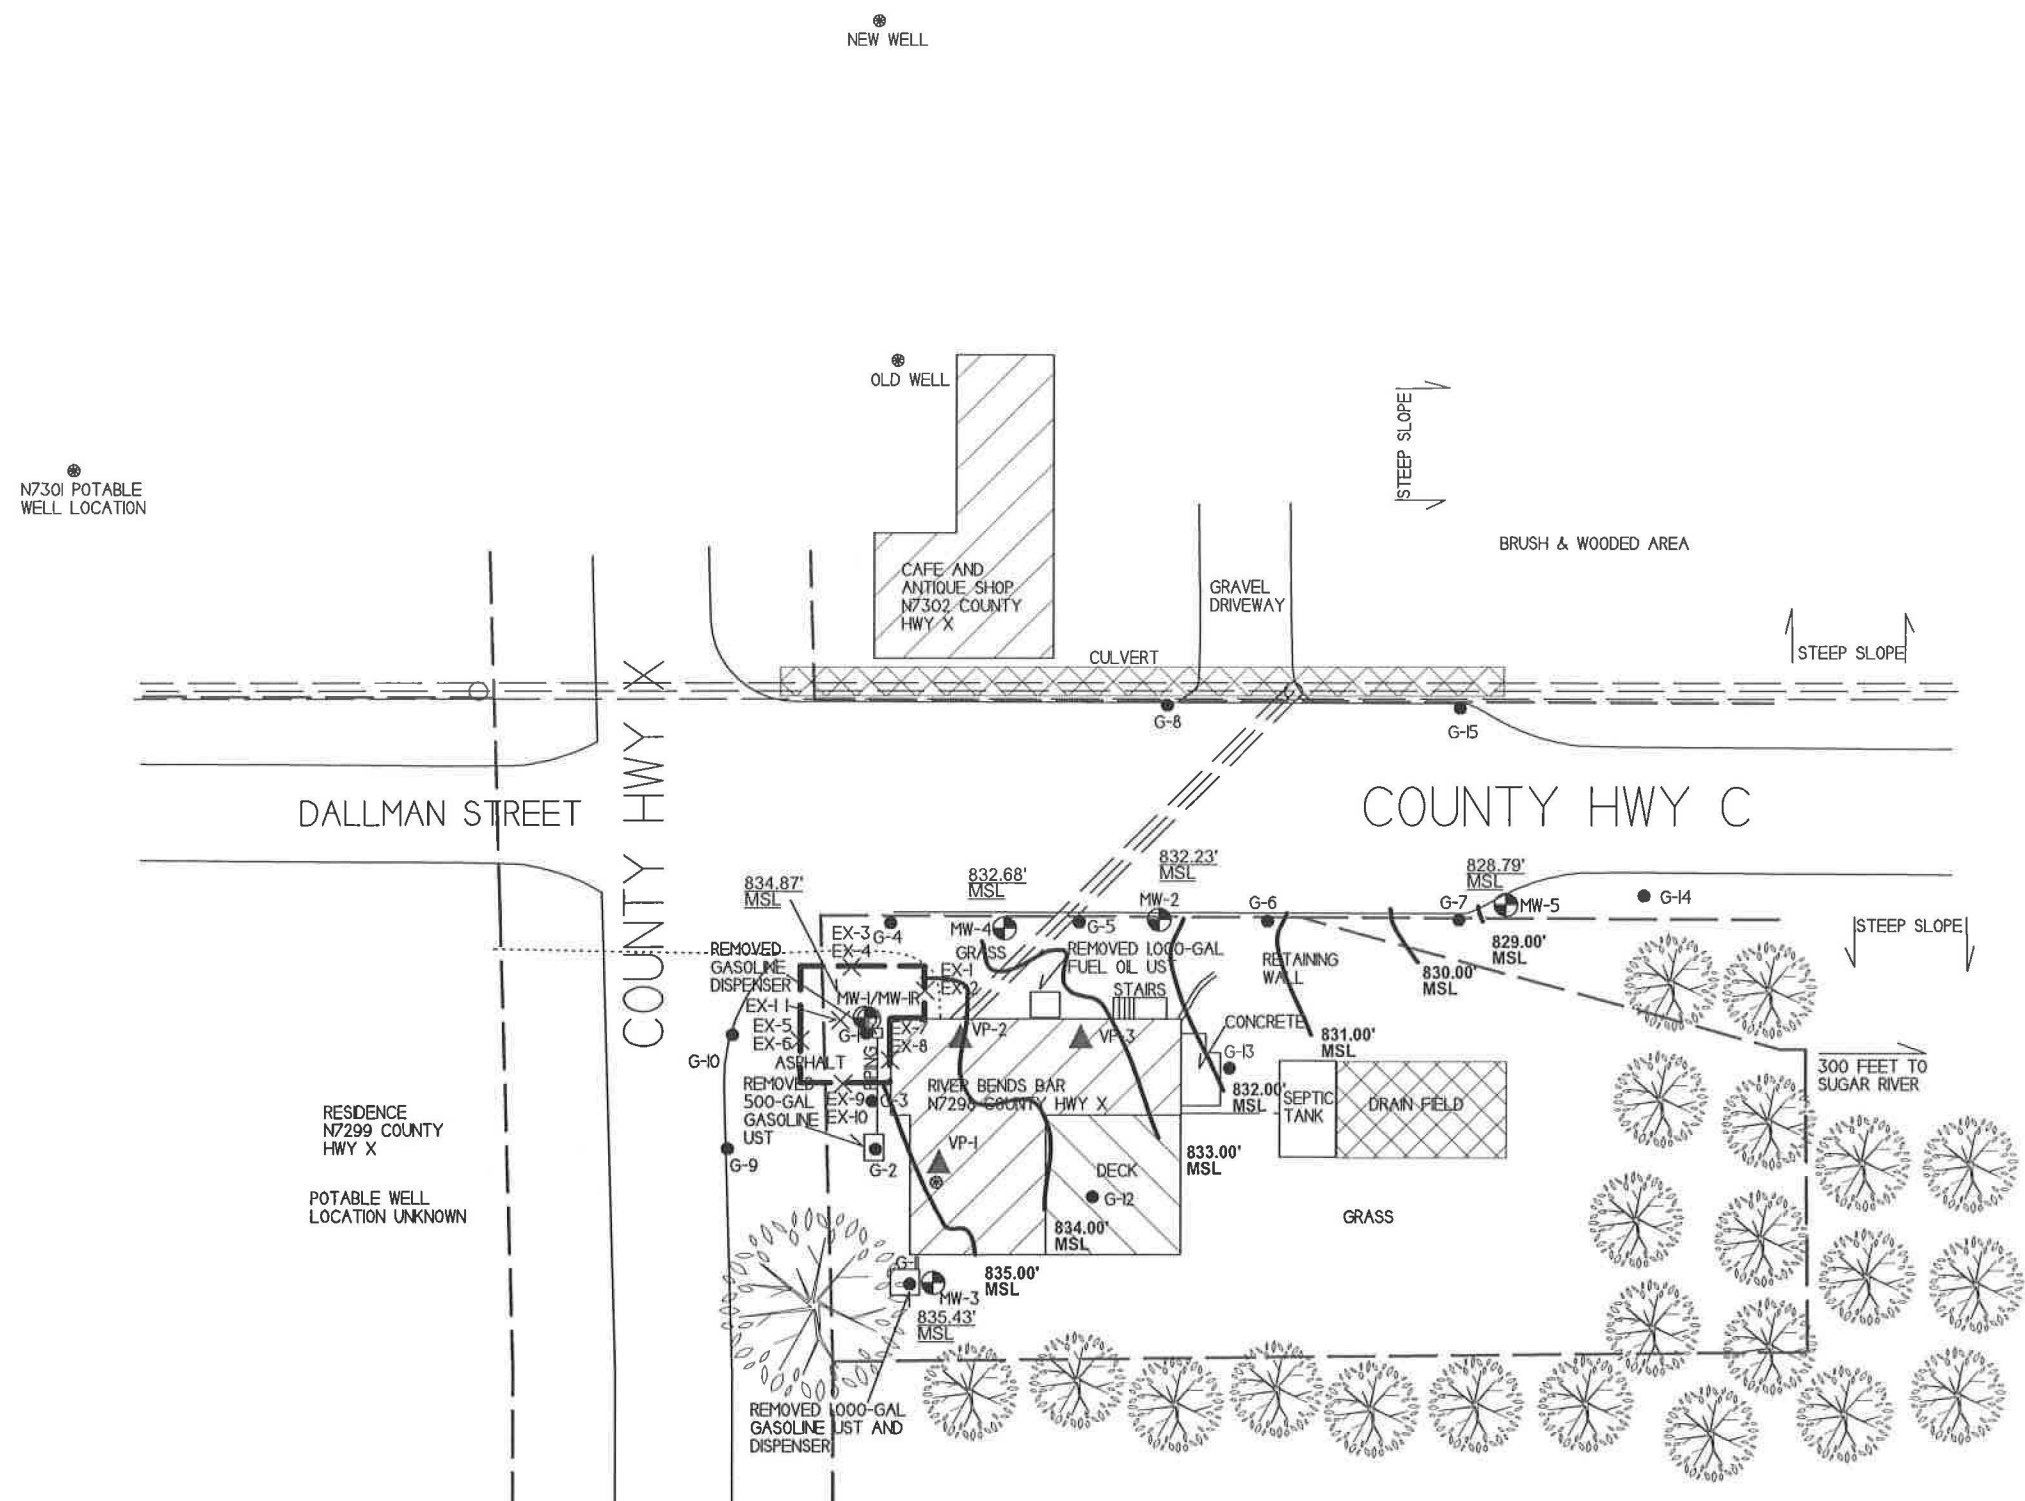 NEW WELL
OLD WELL
N7301 POTABLE
WELL LOCATION
STEEP SLOPE
BRUSH & WOODED AREA
CAFE AND
ANTIQUE SHOP
N7302 COUNTY
HWY X
GRAVEL
DRIVEWAY
CULVERT
STEEP SLOPE
G-8
G-15
DALLMAN STREET
COUNTY HWY X
COUNTY HWY C
834.87'
MSL
832.68'
MSL
832.23'
MSL
828.79'
MSL
MW-2
G-6
G-7
MW-5
G-14
EX-3
EX-4
G-4
MW-4
G-5
GRASS
REMOVED 1,000-GAL
FUEL OIL UST
STAIRS
RETAINING
WALL
829.00'
MSL
830.00'
MSL
STEEP SLOPE
REMOVED
GASOLINE
DISPENSER
EX-1
EX-2
MW-1/MW-1R
EX-11
EX-5
EX-6
EX-7
EX-8
VP-2
VP-3
CONCRETE
831.00'
MSL
G-10
ASPHALT
PIPING
G-13
300 FEET TO
SUGAR RIVER
REMOVED
500-GAL
GASOLINE
UST
EX-9
EX-10
G-3
RIVER BENDS BAR
N7298 COUNTY HWY X
832.00'
MSL
SEPTIC
TANK
DRAIN FIELD
RESIDENCE
N7299 COUNTY
HWY X
G-9
G-2
VP-1
DECK
833.00'
MSL
POTABLE WELL
LOCATION UNKNOWN
G-12
GRASS
834.00'
MSL
835.00'
MSL
MW-3
835.43'
MSL
REMOVED 1,000-GAL
GASOLINE UST AND
DISPENSER